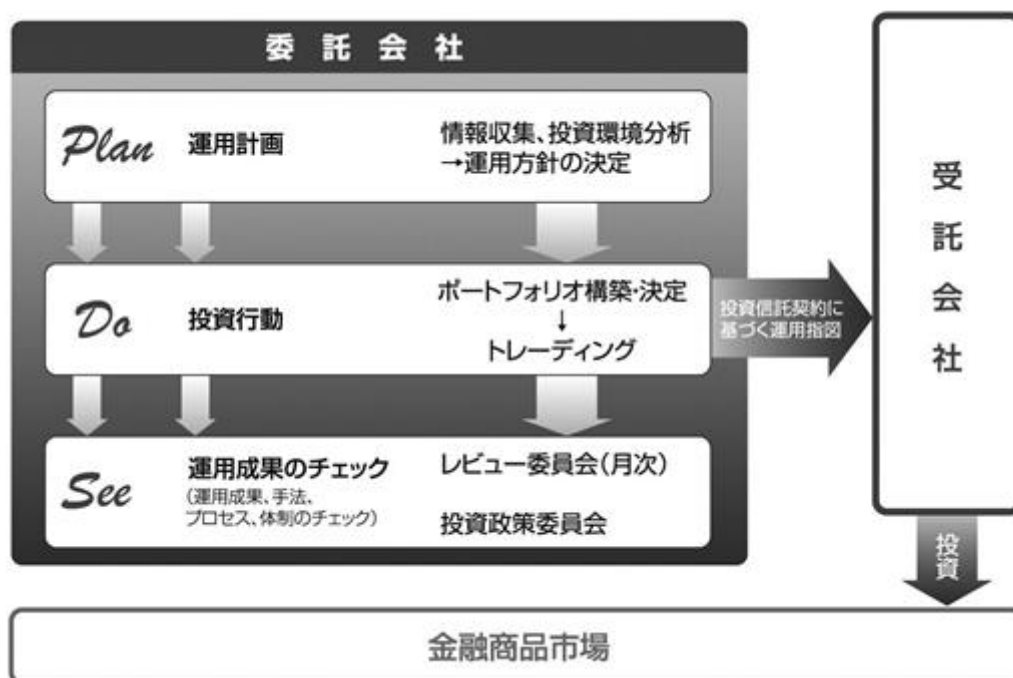 委託会社
Plan
運用計画
情報収集、投資環境分析
→運用方針の決定
Do
投資行動
ポートフォリオ構築・決定
↓
トレーディング
投資信託契約に
基づく運用指図
See
運用成果のチェック
(運用成果、手法、
プロセス、体制のチェック)
レビュー委員会(月次)
投資政策委員会
受託会社
投資
金融商品市場